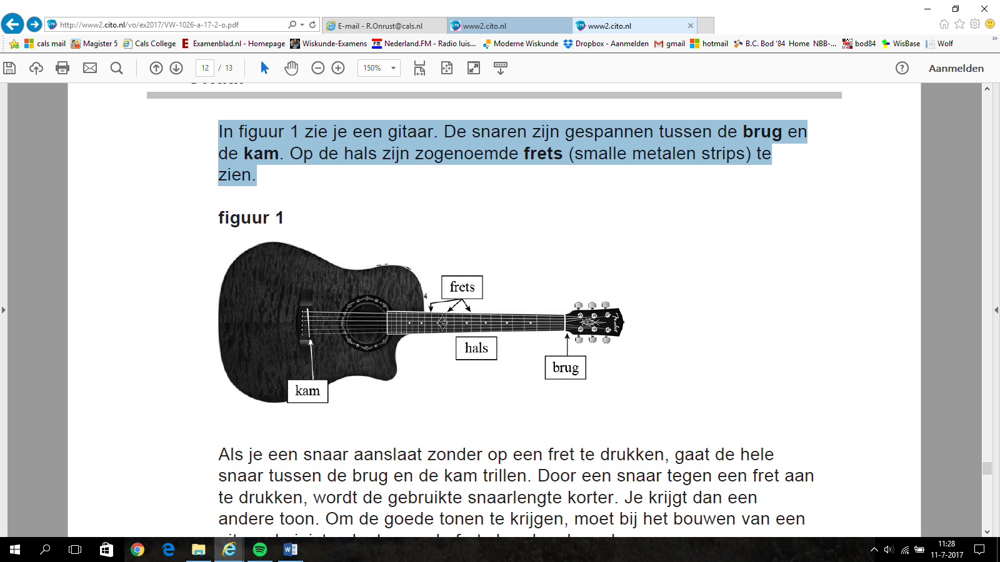 http://www2.cito.nl/vo/ex2017/VW-1026-a-17-2-o.pdf
E-mail - R.Onrust@cals.nl
www2.cito.nl
www2.cito.nl
cals mail
Magister 5
Cals College
Examenblad.nl - Homepage
Wiskunde-Examens
Nederland.FM - Radio luis...
Moderne Wiskunde
Dropbox - Aanmelden
gmail
hotmail
B.C. Bod '84 Home NBB-...
bod84
WisBase
Wolf
12 / 13
150%
Aanmelden
In figuur 1 zie je een gitaar. De snaren zijn gespannen tussen de brug en
de kam. Op de hals zijn zogenoemde frets (smalle metalen strips) te
zien.
figuur 1
frets
hals
brug
kam
Fender
Als je een snaar aanslaat zonder op een fret te drukken, gaat de hele
snaar tussen de brug en de kam trillen. Door een snaar tegen een fret aan
te drukken, wordt de gebruikte snaarlengte korter. Je krijgt dan een
andere toon. Om de goede tonen te krijgen, moet bij het bouwen van een
11:28
11-7-2017